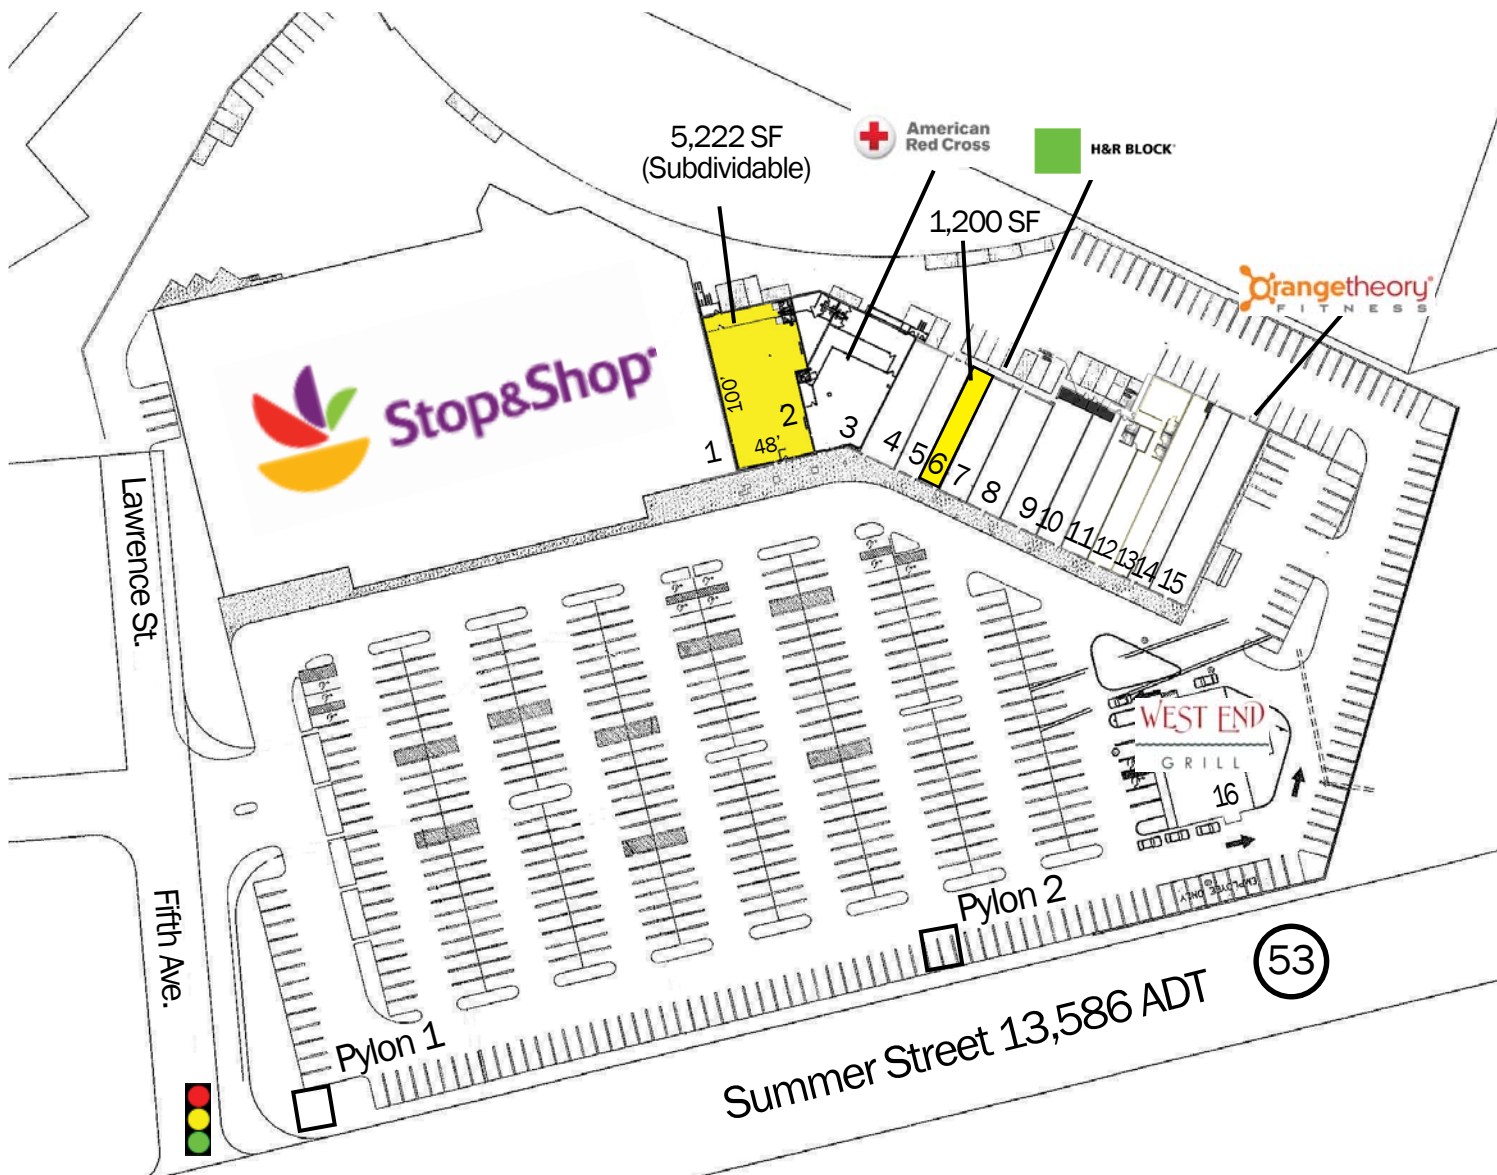 5,222 SF
(Subdividable)
American
Red Cross
H&R BLOCK
1,200 SF
Orangetheory®
FITNESS
Stop&Shop
100'
48'
1
2
3
4
5
6
7
8
9
10
11
12
13
14
15
Lawrence St.
WEST END
GRILL
16
EMPLOYEE ONLY
Fifth Ave.
Pylon 2
Pylon 1
53
Summer Street 13,586 ADT